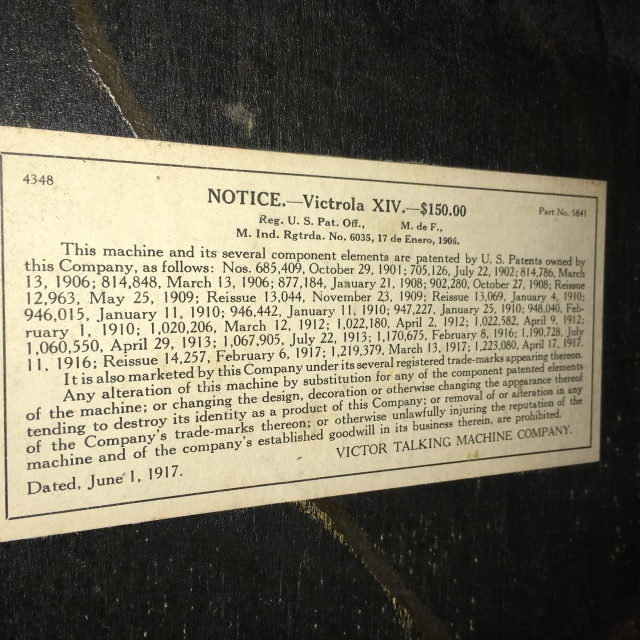 4348
NOTICE.—Victrola XIV.—$150.00
Part No. 5841
Reg. U. S. Pat. Off., M. de F.,
M. Ind. Rgtrda. No. 6035, 17 de Enero, 1906.
This machine and its several component elements are patented by U. S. Patents owned by
this Company, as follows: Nos. 685,409, October 29, 1901; 705,126, July 22, 1902; 814,786, March
13, 1906; 814,848, March 13, 1906; 877,184, January 21, 1908; 902,280, October 27, 1908; Reissue
12,963, May 25, 1909; Reissue 13,044, November 23, 1909; Reissue 13,069, January 4, 1910;
946,015, January 11, 1910; 946,442, January 11, 1910; 947,227, January 25, 1910; 948,040, Feb-
ruary 1, 1910; 1,020,206, March 12, 1912; 1,022,180, April 2, 1912; 1,022,582, April 9, 1912;
1,060,550, April 29, 1913; 1,067,905, July 22, 1913; 1,170,675, February 8, 1916; 1,190,728, July
11, 1916; Reissue 14,257, February 6, 1917; 1,219,379, March 13, 1917; 1,223,080, April 17, 1917.
It is also marketed by this Company under its several registered trade-marks appearing thereon.
Any alteration of this machine by substitution for any of the component patented elements
of the machine; or changing the design, decoration or otherwise changing the appearance thereof
tending to destroy its identity as a product of this Company; or removal of or alteration in any
of the Company's trade-marks thereon; or otherwise unlawfully injuring the reputation of the
machine and of the company's established goodwill in its business therein, are prohibited.
VICTOR TALKING MACHINE COMPANY.
Dated, June 1, 1917.